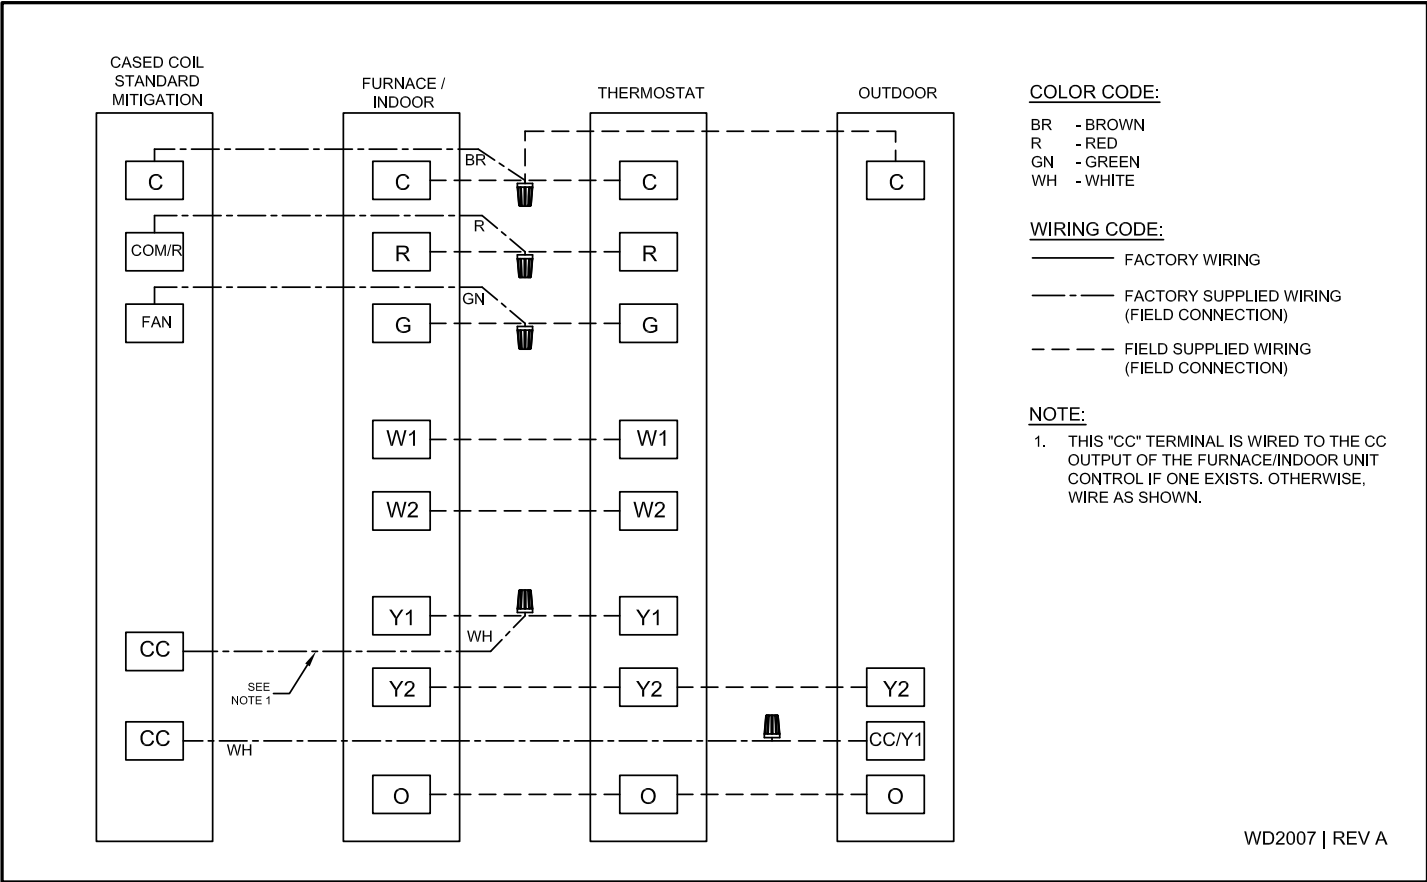 CASED COIL
STANDARD
MITIGATION
FURNACE /
INDOOR
THERMOSTAT
OUTDOOR
BR
C
C
C
C
R
COM/R
R
R
GN
FAN
G
G
W1
W1
W2
W2
Y1
Y1
WH
CC
SEE
NOTE 1
Y2
Y2
Y2
CC
WH
CC/Y1
O
O
O
COLOR CODE:
BR - BROWN
R - RED
GN - GREEN
WH - WHITE
WIRING CODE:
FACTORY WIRING
FACTORY SUPPLIED WIRING
(FIELD CONNECTION)
FIELD SUPPLIED WIRING
(FIELD CONNECTION)
NOTE:
1. THIS "CC" TERMINAL IS WIRED TO THE CC
OUTPUT OF THE FURNACE/INDOOR UNIT
CONTROL IF ONE EXISTS. OTHERWISE,
WIRE AS SHOWN.
WD2007 | REV A